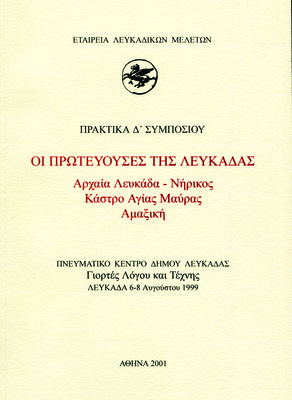 ΕΤΑΙΡΕΙΑ ΛΕΥΚΑΔΙΚΩΝ ΜΕΛΕΤΩΝ
ΠΡΑΚΤΙΚΑ Δ΄ ΣΥΜΠΟΣΙΟΥ
ΟΙ ΠΡΩΤΕΥΟΥΣΕΣ ΤΗΣ ΛΕΥΚΑΔΑΣ
Αρχαία Λευκάδα - Νήρικος
Κάστρο Αγίας Μαύρας
Αμαξική
ΠΝΕΥΜΑΤΙΚΟ ΚΕΝΤΡΟ ΔΗΜΟΥ ΛΕΥΚΑΔΑΣ
Γιορτές Λόγου και Τέχνης
ΛΕΥΚΑΔΑ 6-8 Αυγούστου 1999
ΑΘΗΝΑ 2001